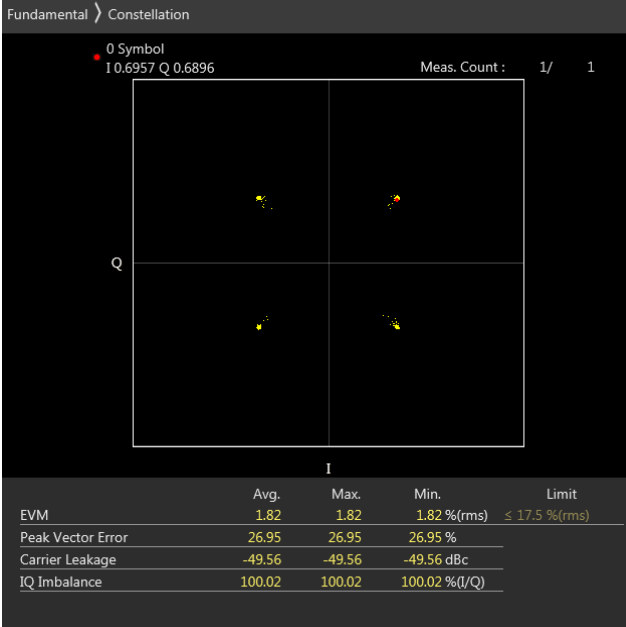 Fundamental 〉 Constellation
0 Symbol
I 0.6957 Q 0.6896
Meas. Count : 1/ 1
Q
I
Avg. Max. Min. Limit
EVM 1.82 1.82 1.82 %(rms) ≤ 17.5 %(rms)
Peak Vector Error 26.95 26.95 26.95 %
Carrier Leakage -49.56 -49.56 -49.56 dBc
IQ Imbalance 100.02 100.02 100.02 %(I/Q)